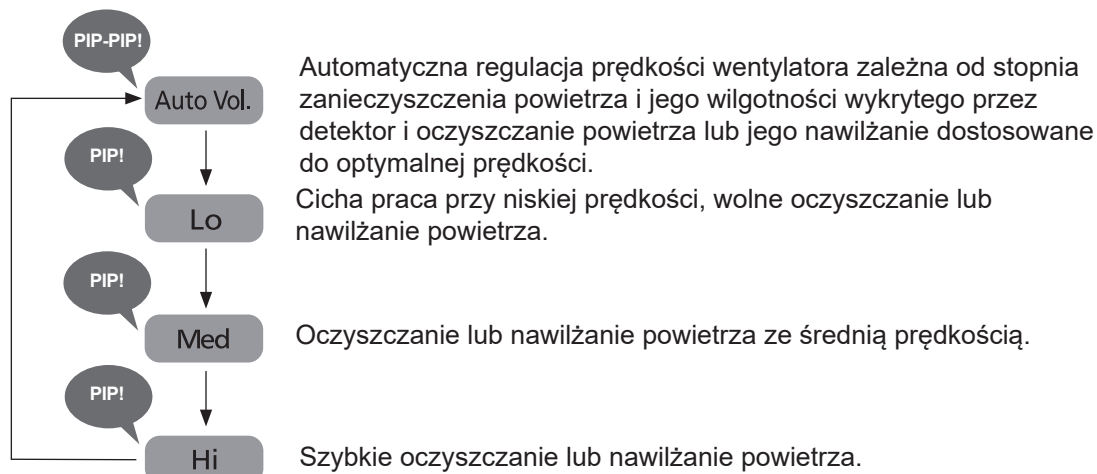 PIP-PIP!
Auto Vol.
Automatyczna regulacja prędkości wentylatora zależna od stopnia
zanieczyszczenia powietrza i jego wilgotności wykrytego przez
detektor i oczyszczanie powietrza lub jego nawilżanie dostosowane
do optymalnej prędkości.
PIP!
Lo
Cicha praca przy niskiej prędkości, wolne oczyszczanie lub
nawilżanie powietrza.
PIP!
Med
Oczyszczanie lub nawilżanie powietrza ze średnią prędkością.
PIP!
Hi
Szybkie oczyszczanie lub nawilżanie powietrza.